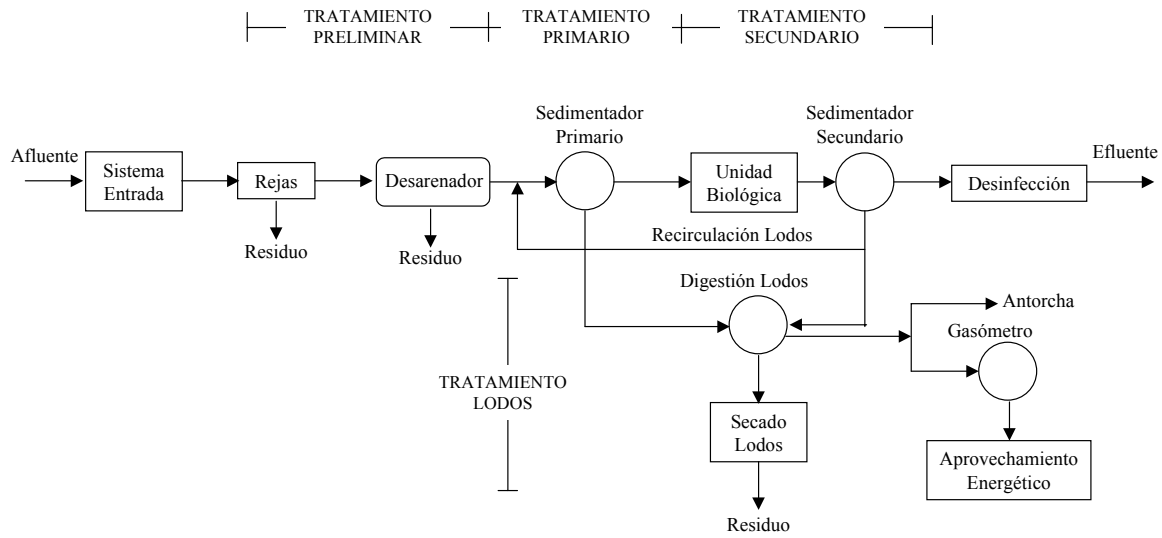 TRATAMIENTO
PRELIMINAR
TRATAMIENTO
PRIMARIO
TRATAMIENTO
SECUNDARIO
Afluente
Sistema
Entrada
Rejas
Residuo
Desarenador
Residuo
Sedimentador
Primario
Unidad
Biológica
Sedimentador
Secundario
Desinfección
Efluente
Recirculación Lodos
Digestión Lodos
Antorcha
Gasómetro
TRATAMIENTO
LODOS
Secado
Lodos
Aprovechamiento
Energético
Residuo